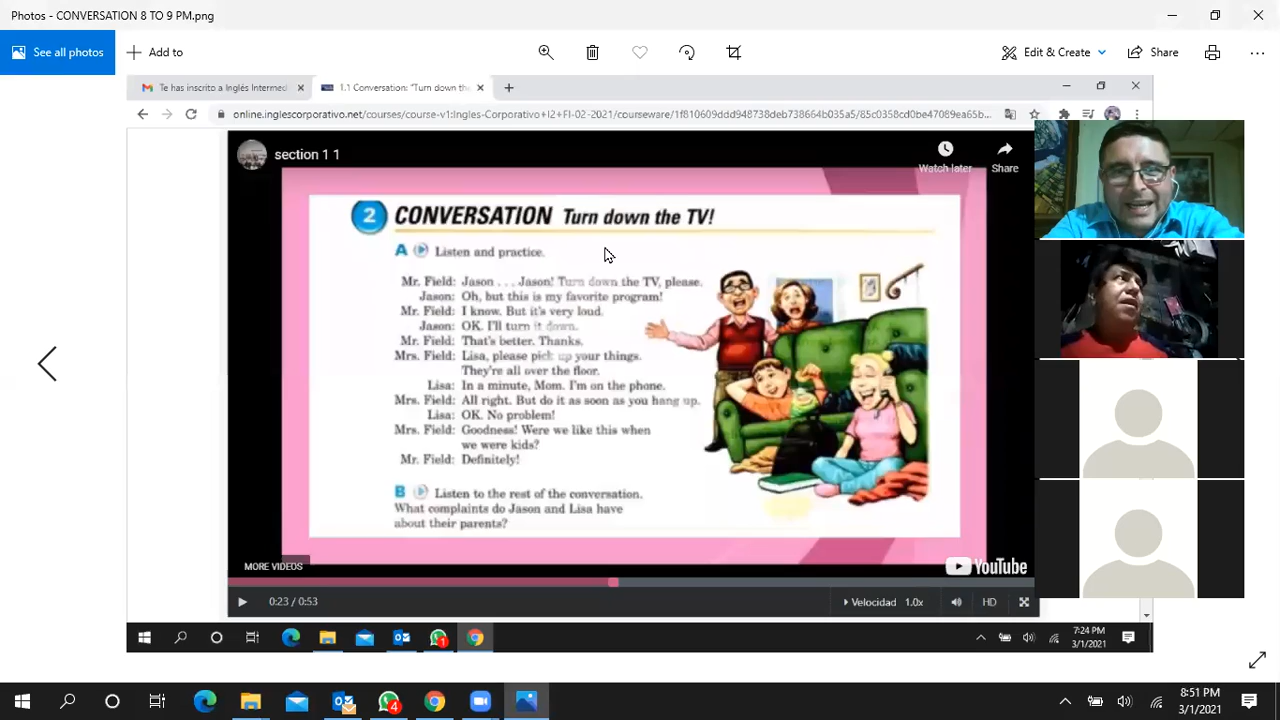 Photos - CONVERSATION 8 TO 9 PM.png
See all photos
Add to
Edit & Create
Share
Te has inscrito a Inglés Intermed
1.1 Conversation: "Turn down the
online.inglescorporativo.net/courses/course-v1:Ingles-Corporativo+I2+FI-02-2021/courseware/1f810609ddd948738deb738664b035a5/85c0358cd0be47089ea65b...
section 1 1
Watch later
Share
2 CONVERSATION Turn down the TV!
A Listen and practice.
Mr. Field: Jason . . . Jason! Turn down the TV, please.
Jason: Oh, but this is my favorite program!
Mr. Field: I know. But it's very loud.
Jason: OK. I'll turn it down.
Mr. Field: That's better. Thanks.
Mrs. Field: Lisa, please pick up your things.
They're all over the floor.
Lisa: In a minute, Mom. I'm on the phone.
Mrs. Field: All right. But do it as soon as you hang up.
Lisa: OK. No problem!
Mrs. Field: Goodness! Were we like this when
we were kids?
Mr. Field: Definitely!
B Listen to the rest of the conversation.
What complaints do Jason and Lisa have
about their parents?
MORE VIDEOS
YouTube
0:23 / 0:53
Velocidad 1.0x
HD
1
7:24 PM
3/1/2021
4
8:51 PM
3/1/2021